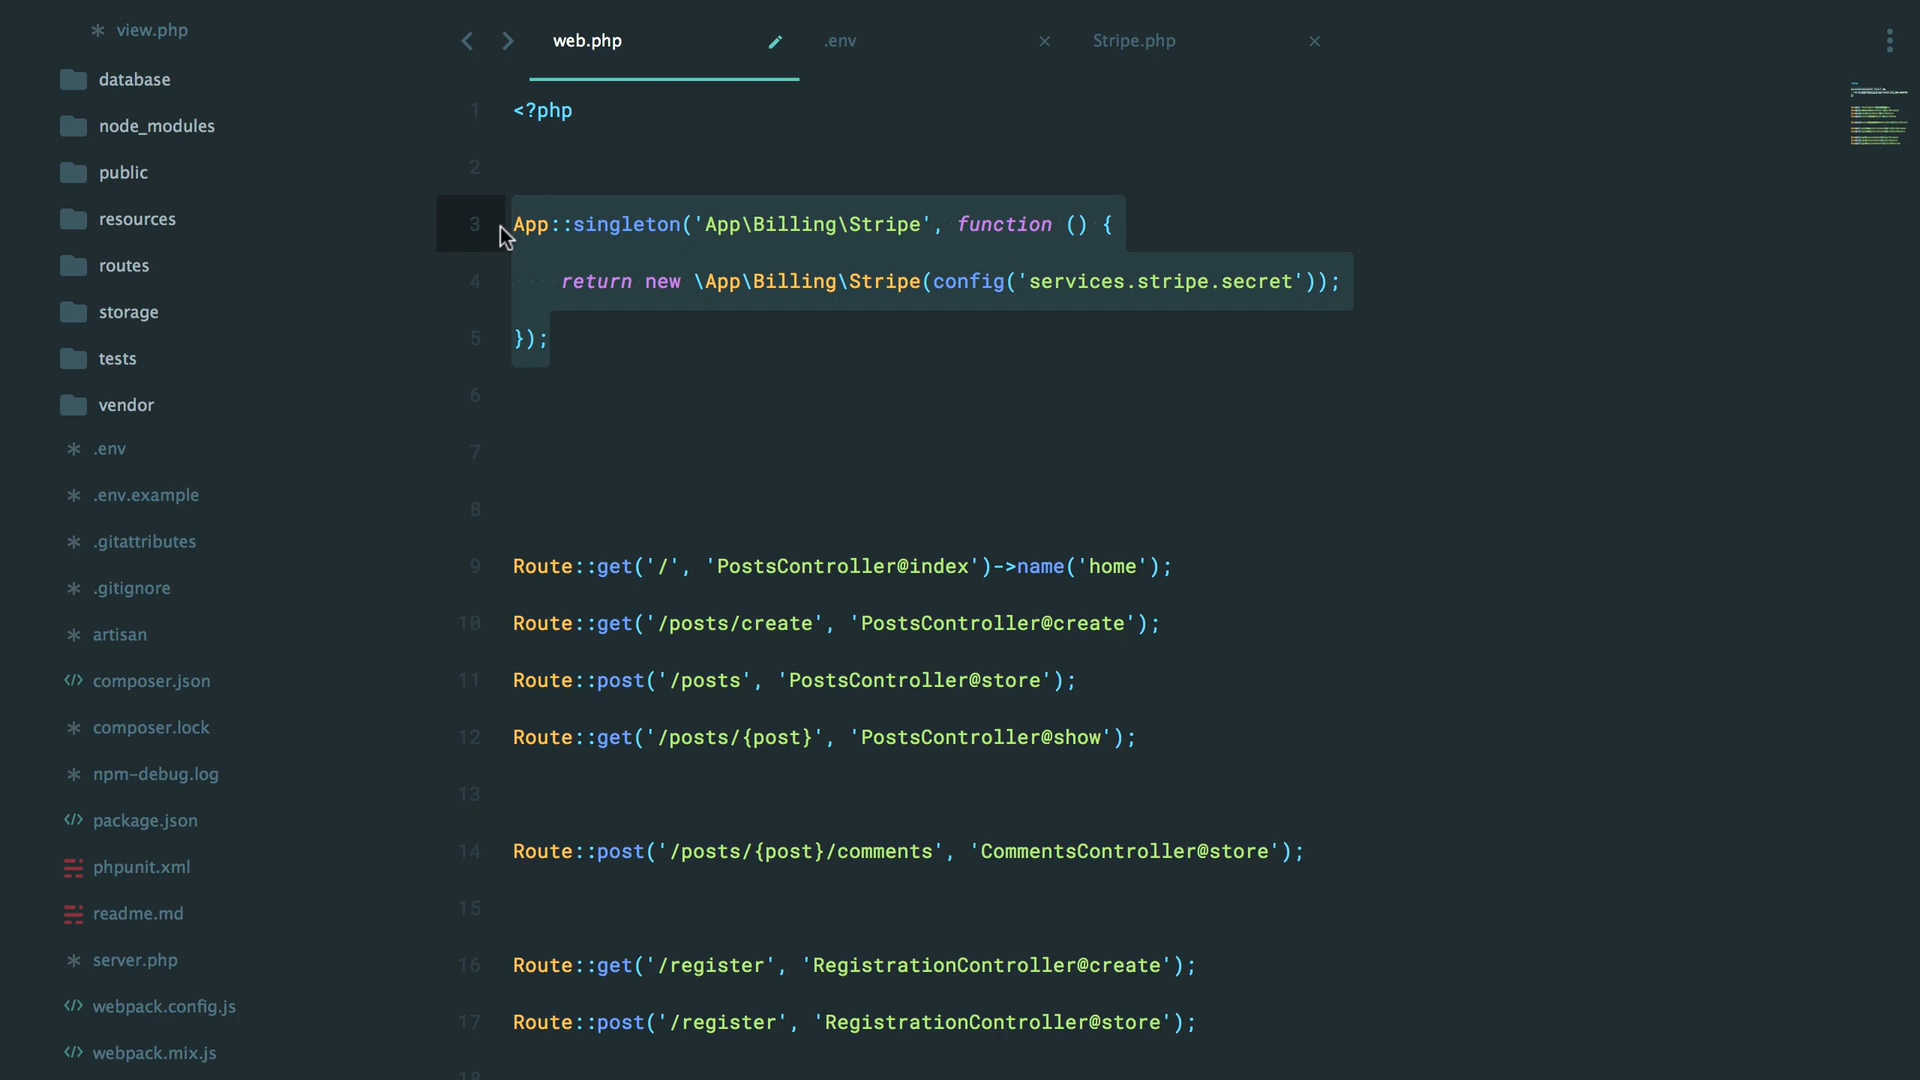 view.php
database
node_modules
public
resources
routes
storage
tests
vendor
.env
.env.example
.gitattributes
.gitignore
artisan
composer.json
composer.lock
npm-debug.log
package.json
phpunit.xml
readme.md
server.php
webpack.config.js
webpack.mix.js
web.php .env Stripe.php
1 <?php
2
3 App::singleton('App\Billing\Stripe', function () {
4 return new \App\Billing\Stripe(config('services.stripe.secret'));
5 });
6
7
8
9 Route::get('/', 'PostsController@index')->name('home');
10 Route::get('/posts/create', 'PostsController@create');
11 Route::post('/posts', 'PostsController@store');
12 Route::get('/posts/{post}', 'PostsController@show');
13
14 Route::post('/posts/{post}/comments', 'CommentsController@store');
15
16 Route::get('/register', 'RegistrationController@create');
17 Route::post('/register', 'RegistrationController@store');
18